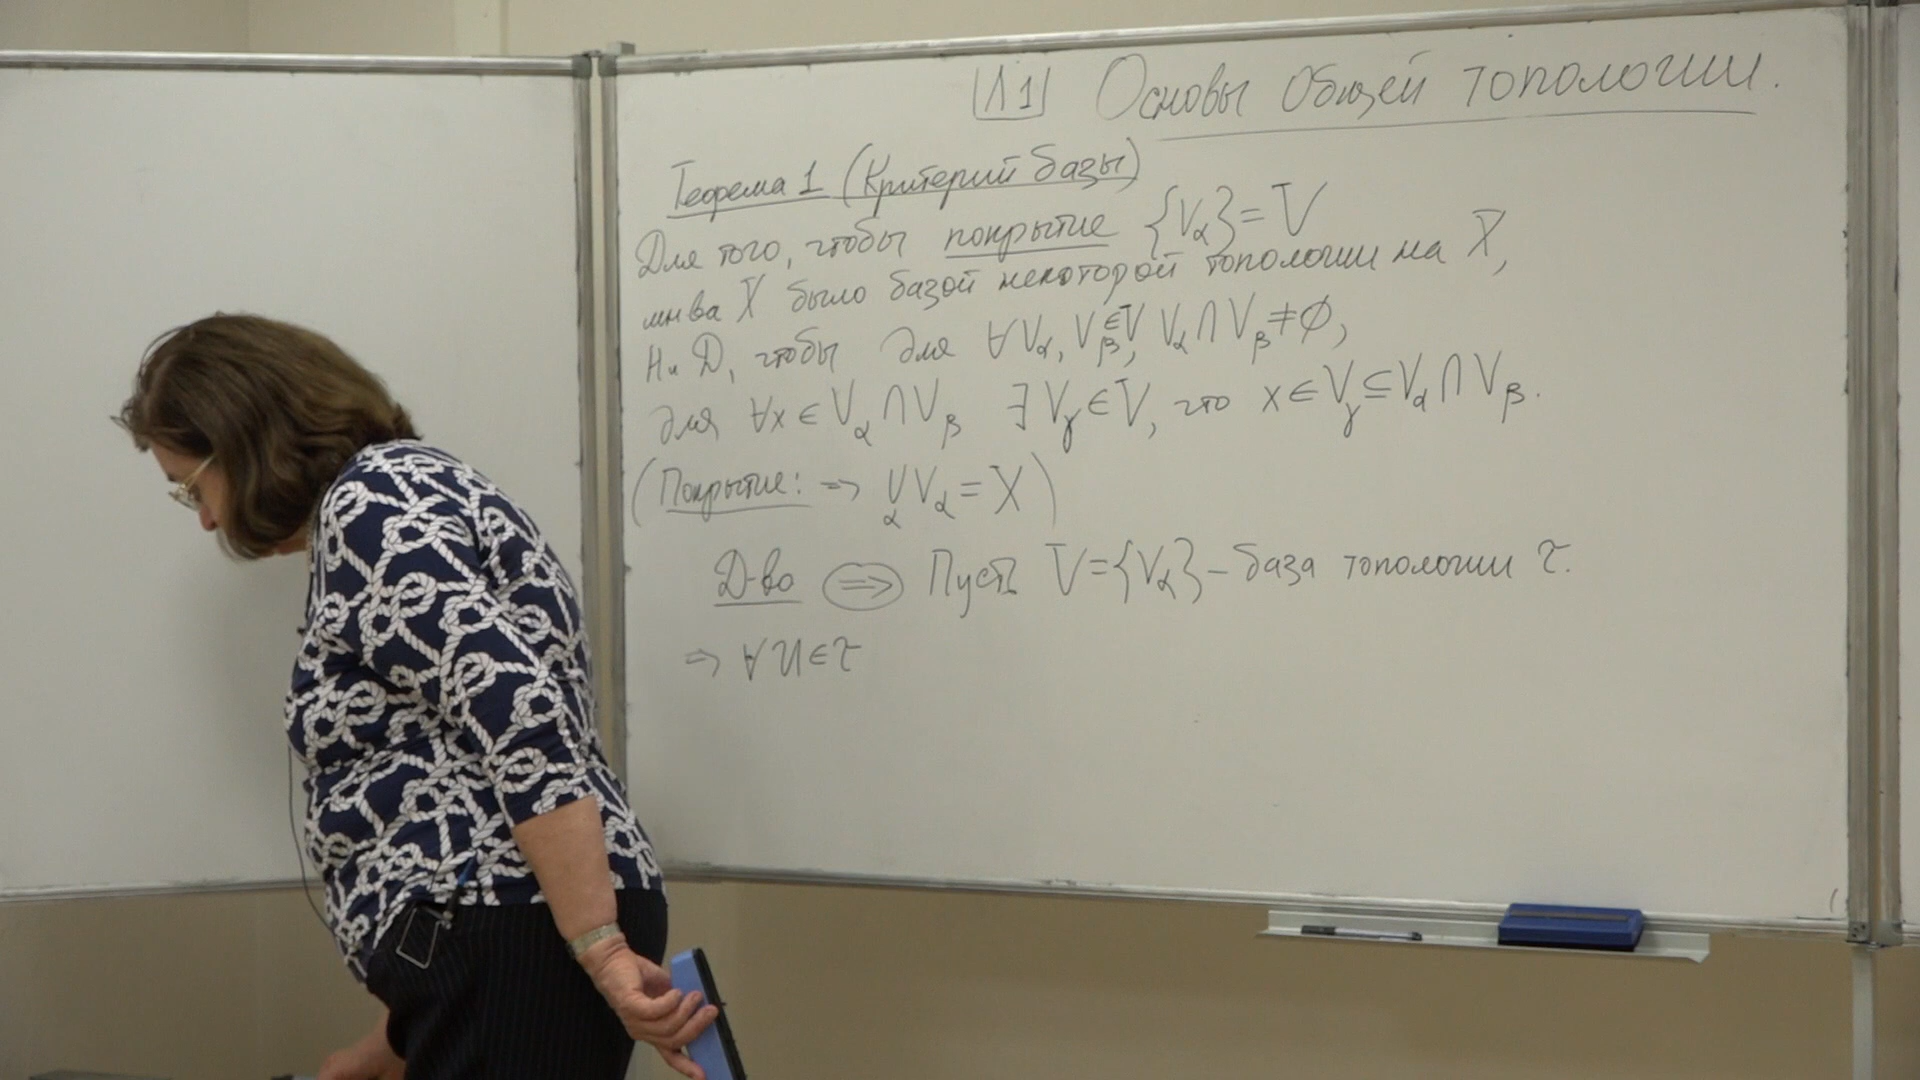 Л1 Основы Общей топологии.
Теорема 1 (Критерий базы)
Для того, чтобы покрытие {Vα} = V
мн-ва X было базой некоторой топологии на X,
Н и Д, чтобы для ∀Vα, Vβ ∈ V, Vα ∩ Vβ ≠ ∅,
для ∀x ∈ Vα ∩ Vβ ∃ Vγ ∈ V, что x ∈ Vγ ⊆ Vα ∩ Vβ.
(Покрытие: => ∪α Vα = X)
Д-во ⇒ Пусть V = {Vα} – база топологии τ.
⇒ ∀ U ∈ τ